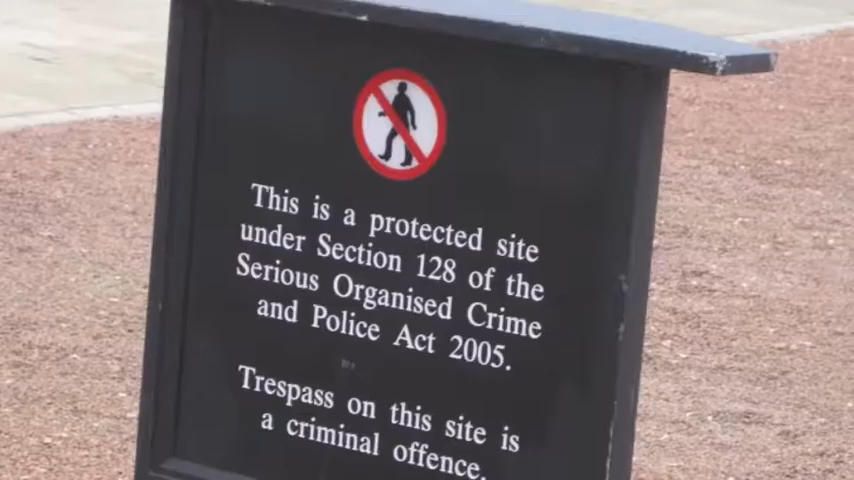 This is a protected site
under Section 128 of the
Serious Organised Crime
and Police Act 2005.
Trespass on this site is
a criminal offence.